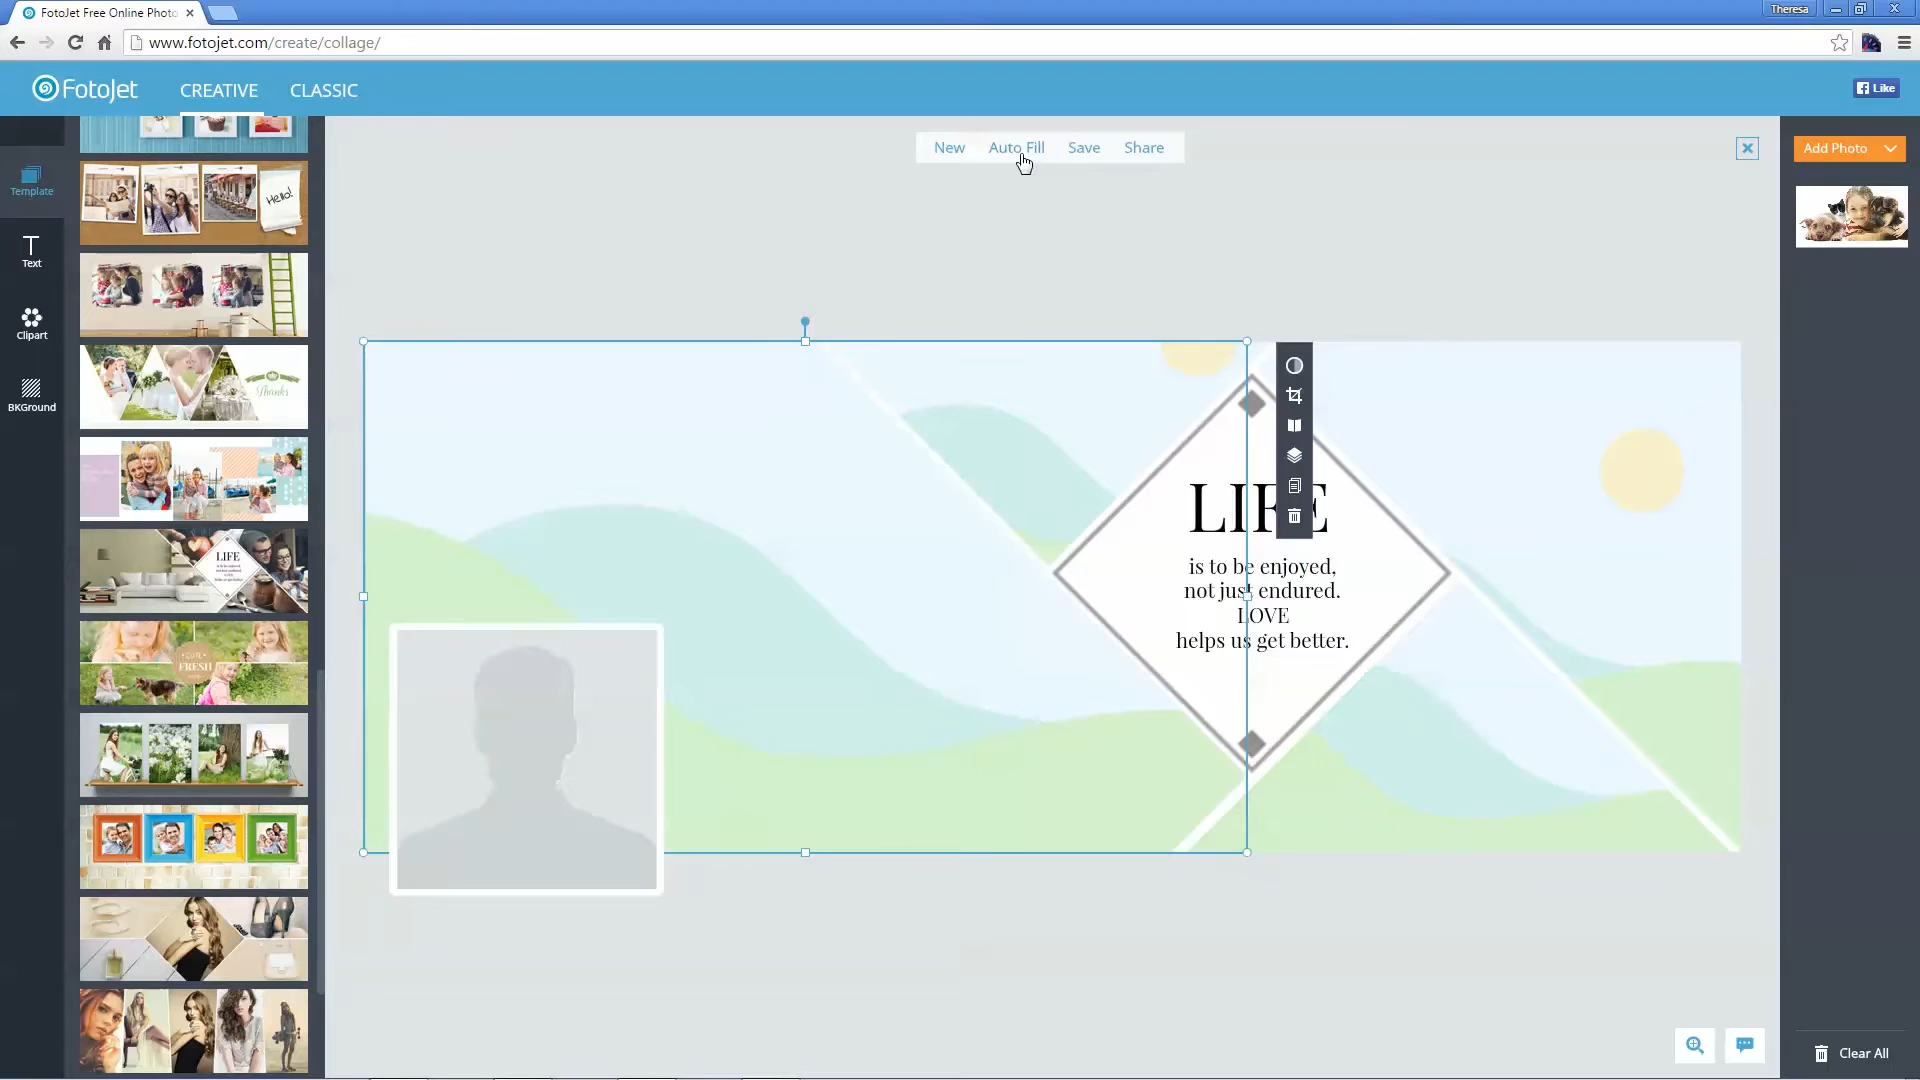 FotoJet Free Online Photo
Theresa
www.fotojet.com/create/collage/
FotoJet
CREATIVE
CLASSIC
Like
New
Auto Fill
Save
Share
Add Photo
Template
Text
Clipart
BKGround
Hello!
Thanks
LIFE
CUTE
FRESH
LIFE
is to be enjoyed,
not just endured.
LOVE
helps us get better.
Clear All